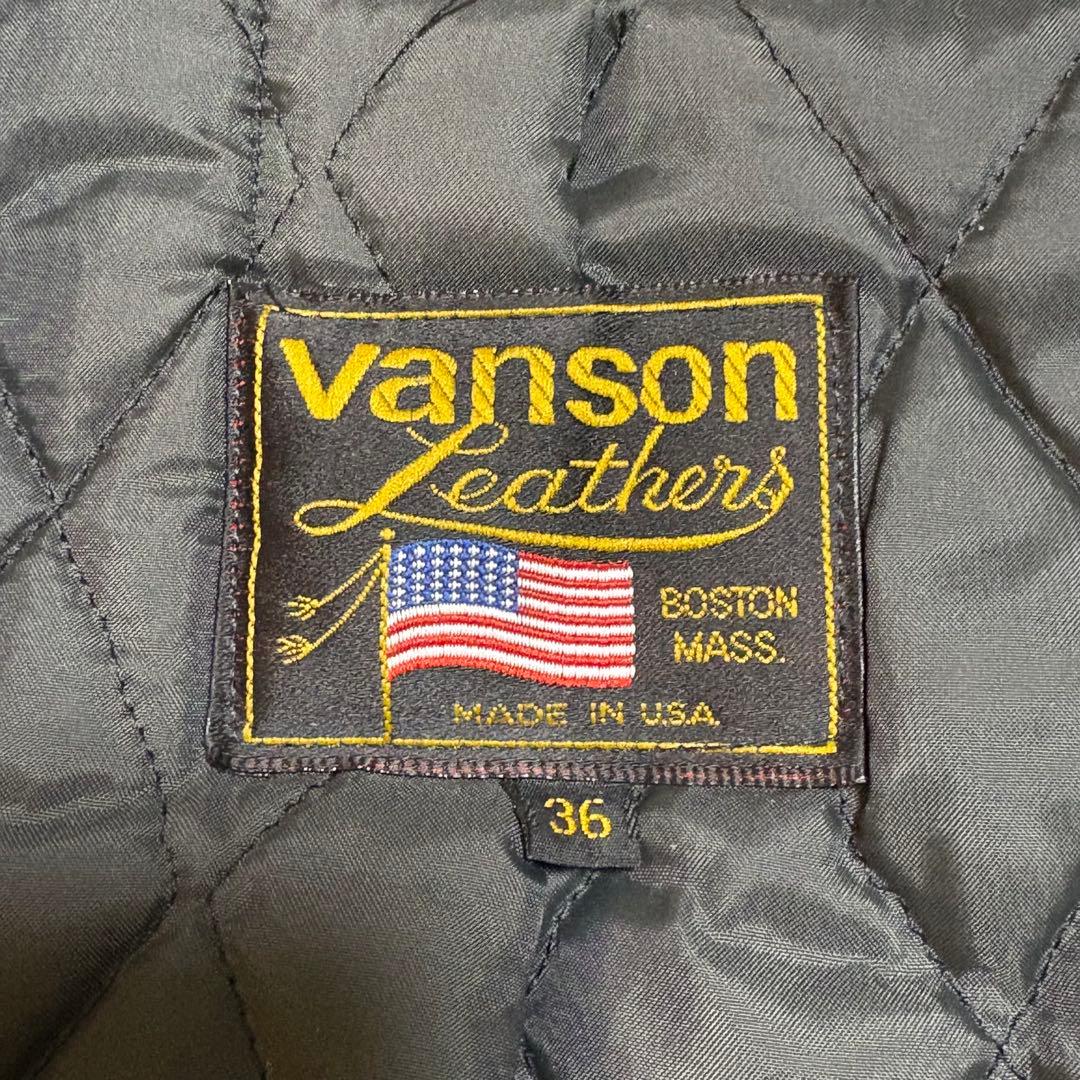 vanson
Leathers
BOSTON
MASS.
MADE IN U.S.A.
36